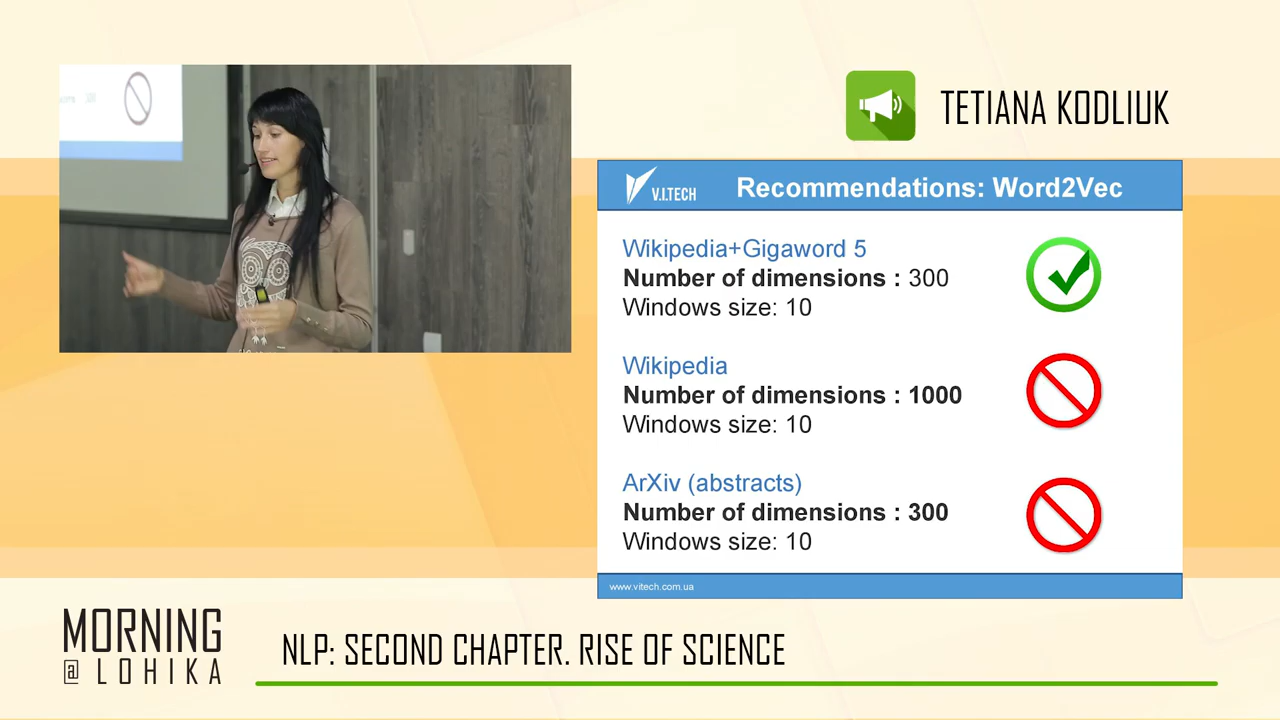 TETIANA KODLIUK
V.I.TECH
Recommendations: Word2Vec
Wikipedia+Gigaword 5
Number of dimensions : 300
Windows size: 10
Wikipedia
Number of dimensions : 1000
Windows size: 10
ArXiv (abstracts)
Number of dimensions : 300
Windows size: 10
www.vitech.com.ua
MORNING
@ LOHIKA
NLP: SECOND CHAPTER. RISE OF SCIENCE